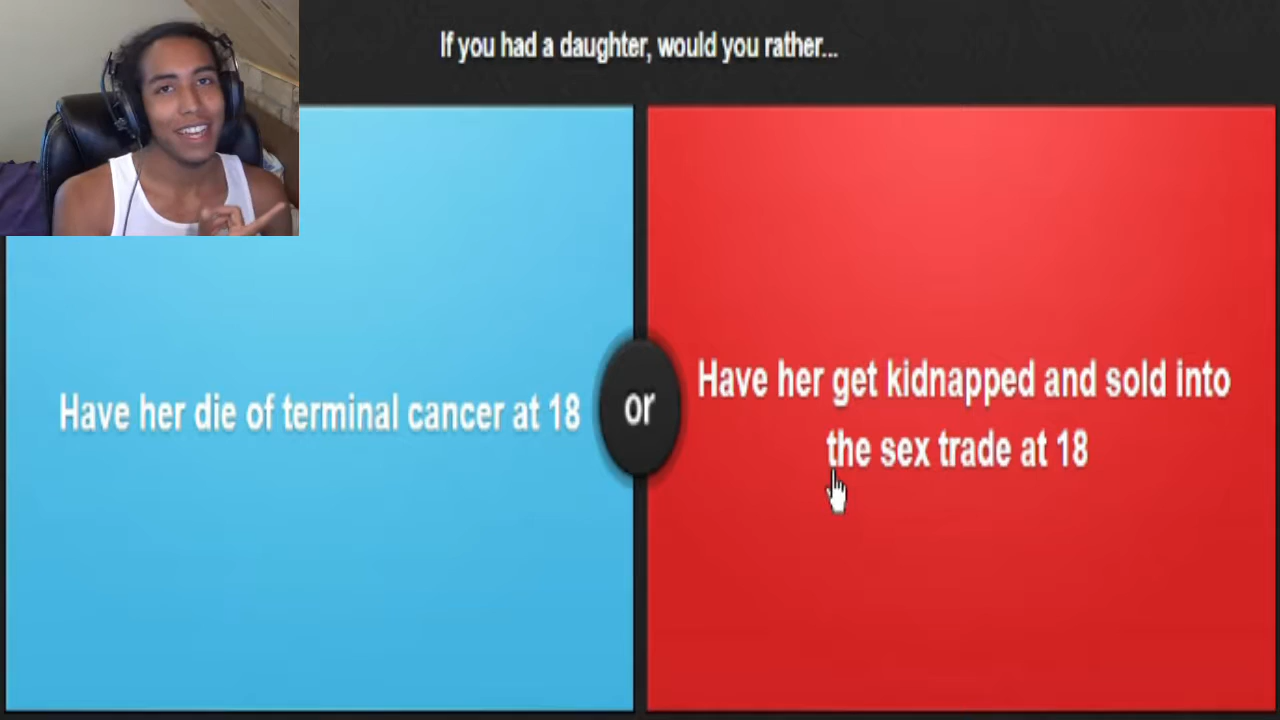 If you had a daughter, would you rather...
Have her die of terminal cancer at 18
or
Have her get kidnapped and sold into
the sex trade at 18